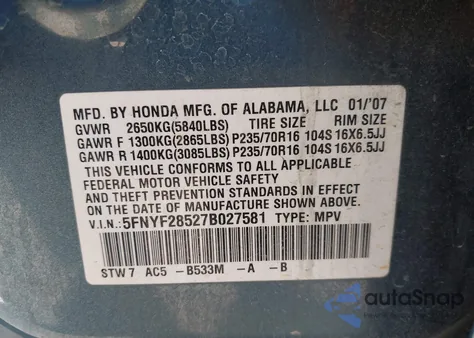 MFD. BY HONDA MFG. OF ALABAMA, LLC 01/'07
GVWR 2650KG(5840LBS) TIRE SIZE RIM SIZE
GAWR F 1300KG(2865LBS) P235/70R16 104S 16X6.5JJ
GAWR R 1400KG(3085LBS) P235/70R16 104S 16X6.5JJ
THIS VEHICLE CONFORMS TO ALL APPLICABLE
FEDERAL MOTOR VEHICLE SAFETY, BUMPER,
AND THEFT PREVENTION STANDARDS IN EFFECT
ON THE DATE OF MANUFACTURE SHOWN ABOVE.
V.I.N.: 5FNYF28527B027581 TYPE: MPV
STW 7 AC5 -B533M -A -B
autoSnap